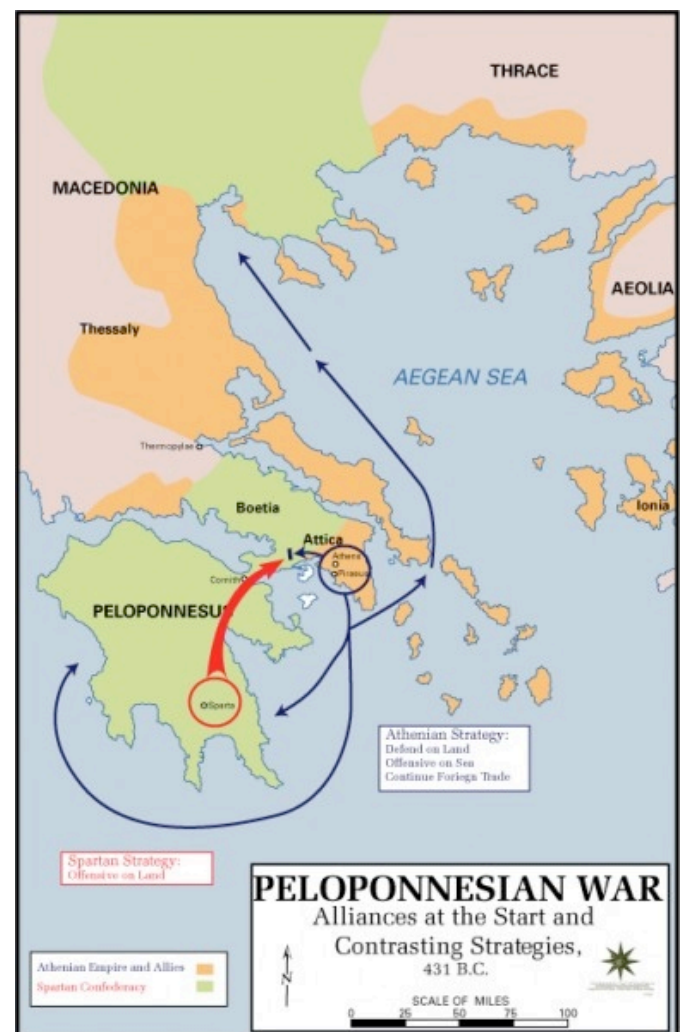 THRACE
MACEDONIA
AEOLIA
Thessaly
AEGEAN SEA
Thermopylae
Ionia
Boetia
Attica
Athens
Piraeus
Cornith
PELOPONNESUS
Sparta
Athenian Strategy:
Defend on Land
Offensive on Sea
Continue Foriegn Trade
Spartan Strategy:
Offensive on Land
PELOPONNESIAN WAR
Alliances at the Start and
Contrasting Strategies,
431 B.C.
N
SCALE OF MILES
0 25 50 75 100
Athenian Empire and Allies
Spartan Confederacy